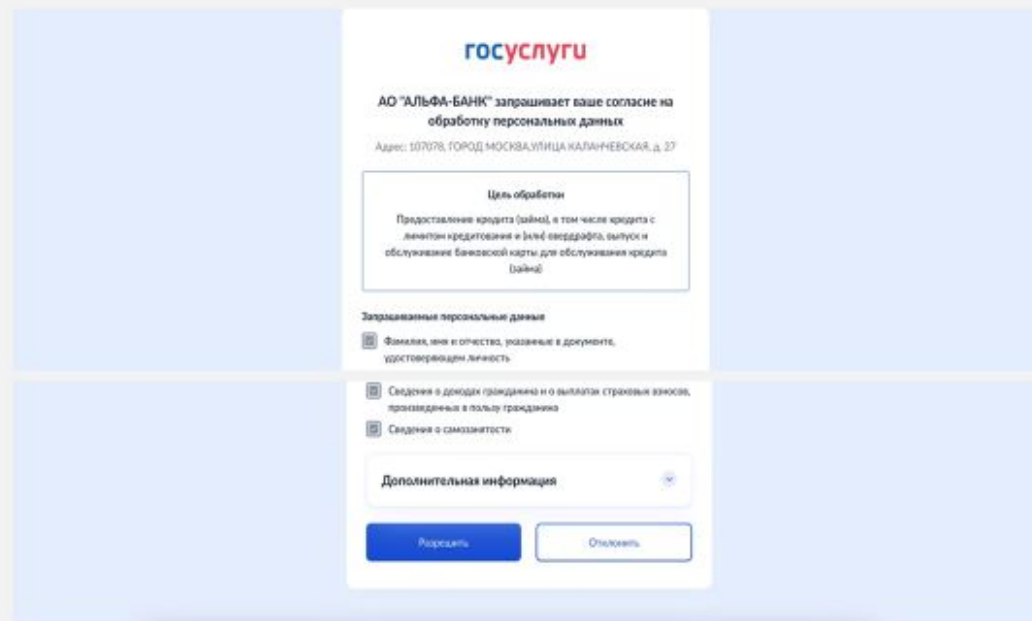 госуслуги
АО "АЛЬФА-БАНК" запрашивает ваше согласие на
обработку персональных данных
Адрес: 107078, ГОРОД МОСКВА,УЛИЦА КАЛАНЧЕВСКАЯ, д. 27
Цель обработки
Предоставление кредита (займа), в том числе кредита с
лимитом кредитования и (или) овердрафта, выпуск и
обслуживание банковской карты для обслуживания кредита
(займа)
Запрашиваемые персональные данные
Фамилия, имя и отчество, указанные в документе,
удостоверяющем личность
Сведения о доходах гражданина и о выплатах страховых взносов,
произведенных в пользу гражданина
Сведения о самозанятости
Дополнительная информация
Разрешить
Отклонить